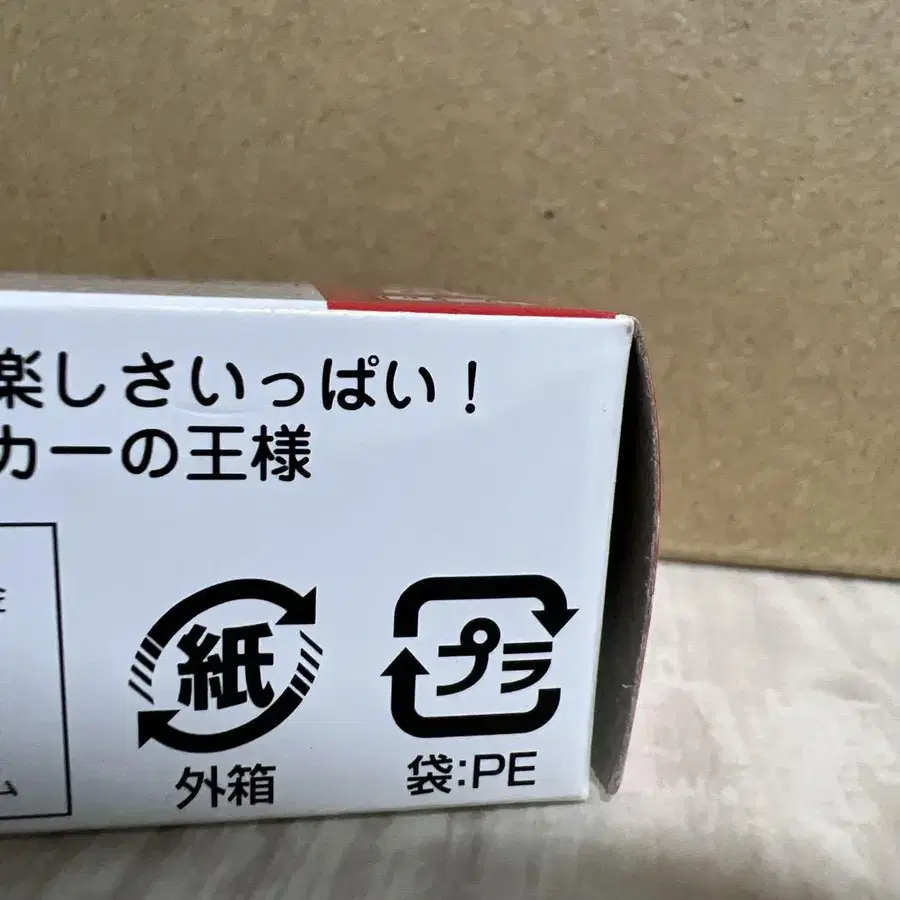 楽しさいっぱい！
カーの王様
紙
外箱
プラ
袋:PE